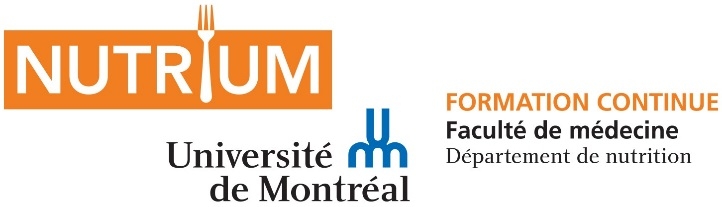 NUTRIUM
Université
de Montréal
FORMATION CONTINUE
Faculté de médecine
Département de nutrition